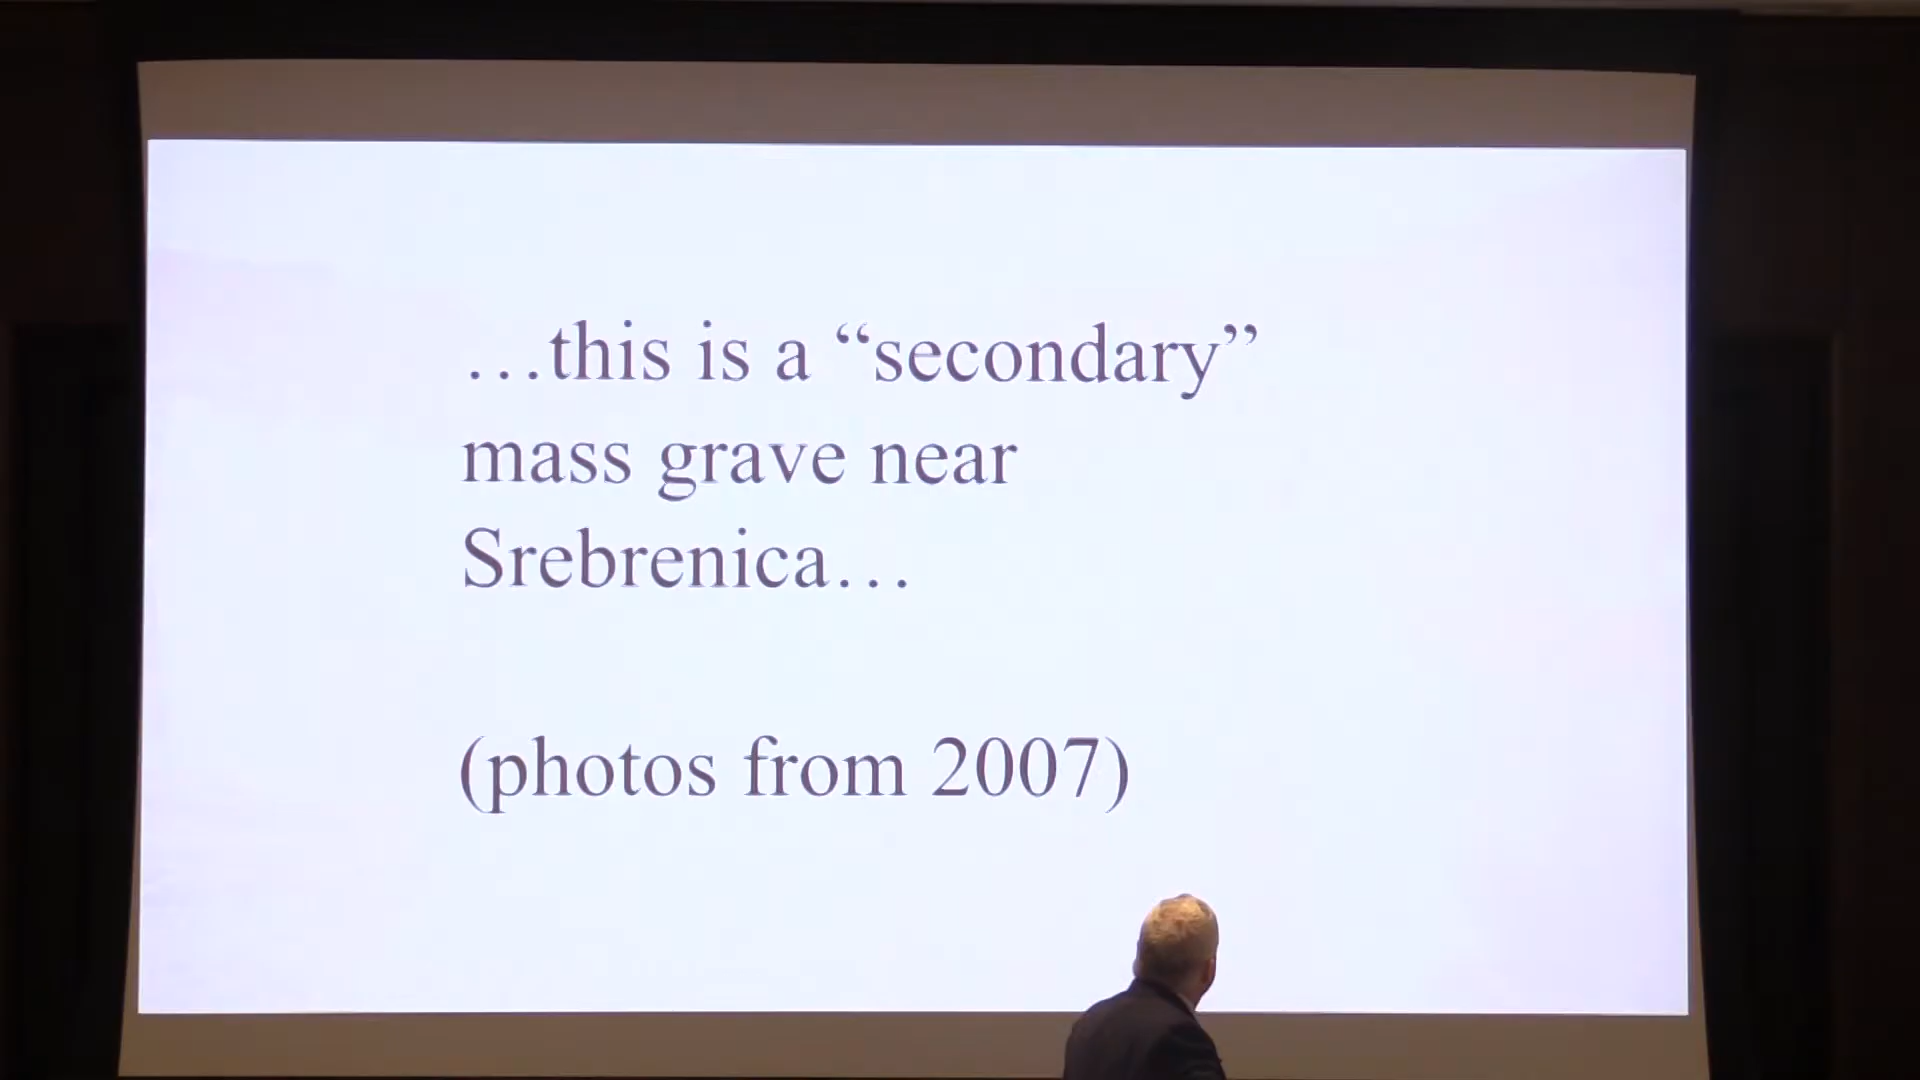 …this is a “secondary”
mass grave near
Srebrenica…
(photos from 2007)